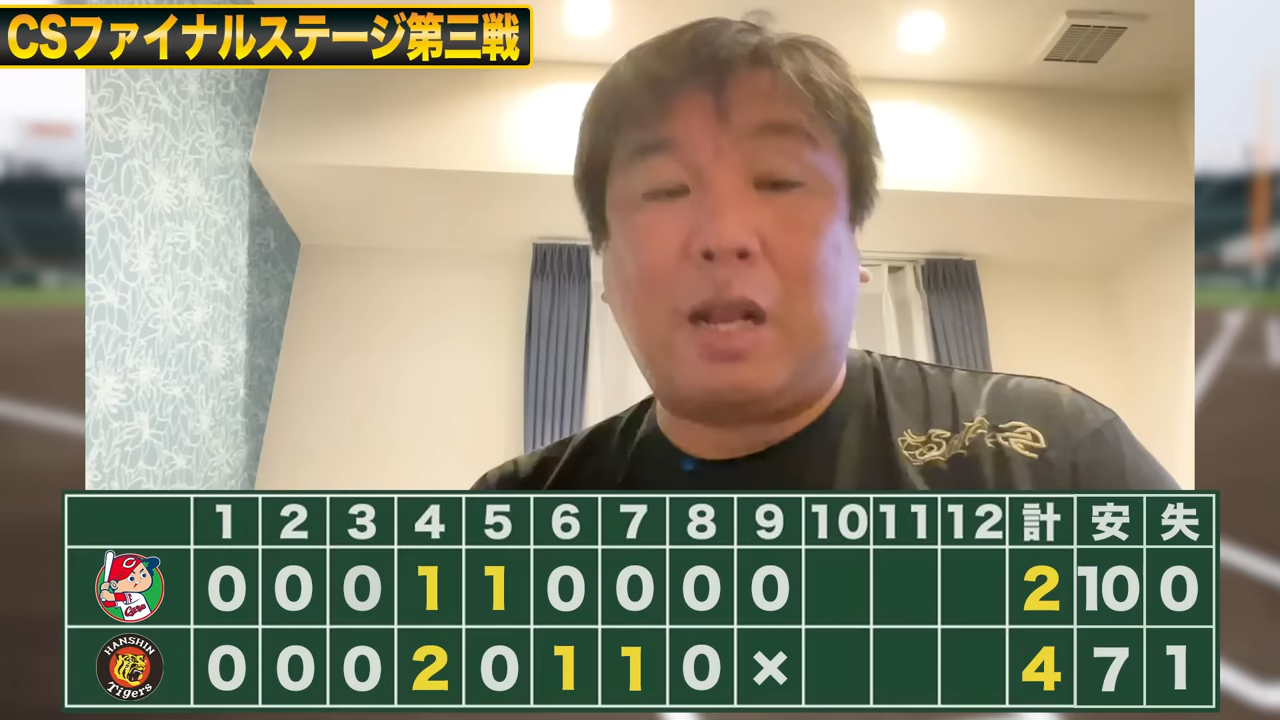 CSファイナルステージ第三戦
1 2 3 4 5 6 7 8 9 10 11 12 計 安 失
0 0 0 1 1 0 0 0 0 2 10 0
HANSHIN Tigers 0 0 0 2 0 1 1 0 × 4 7 1